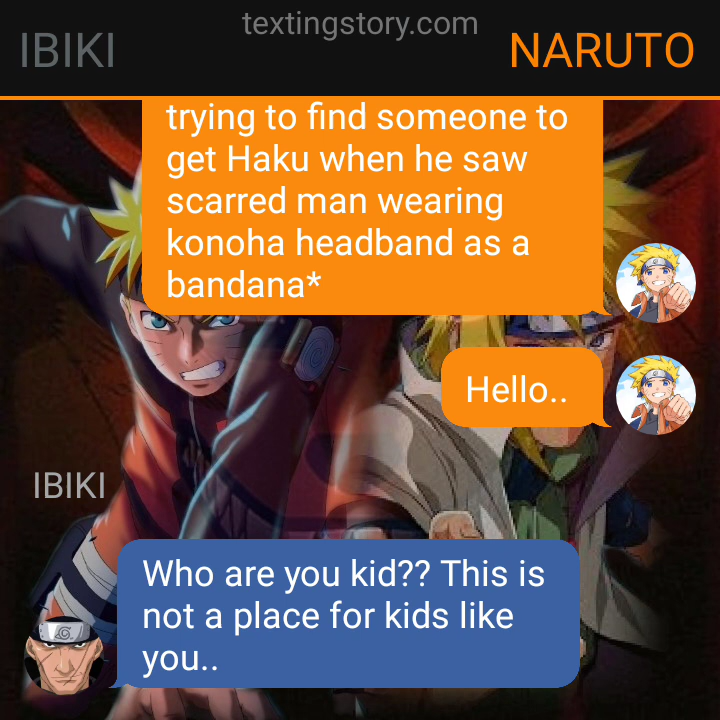 textingstory.com
IBIKI
NARUTO
trying to find someone to
get Haku when he saw
scarred man wearing
konoha headband as a
bandana*
Hello..
IBIKI
Who are you kid?? This is
not a place for kids like
you..